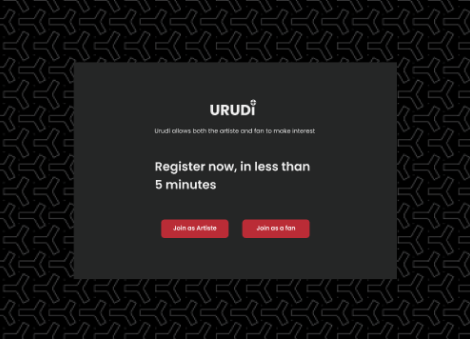 URUDi
Urudi allows both the artiste and fan to make interest
Register now, in less than
5 minutes
Join as Artiste
Join as a fan